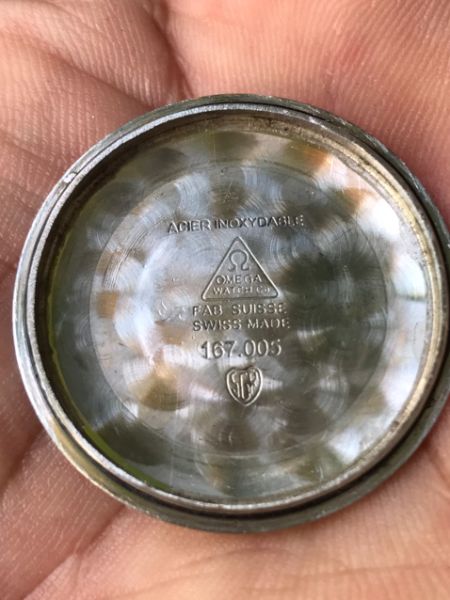 ACIER INOXYDABLE
Ω
OMEGA
WATCH Co
FAB SUISSE
SWISS MADE
167.005